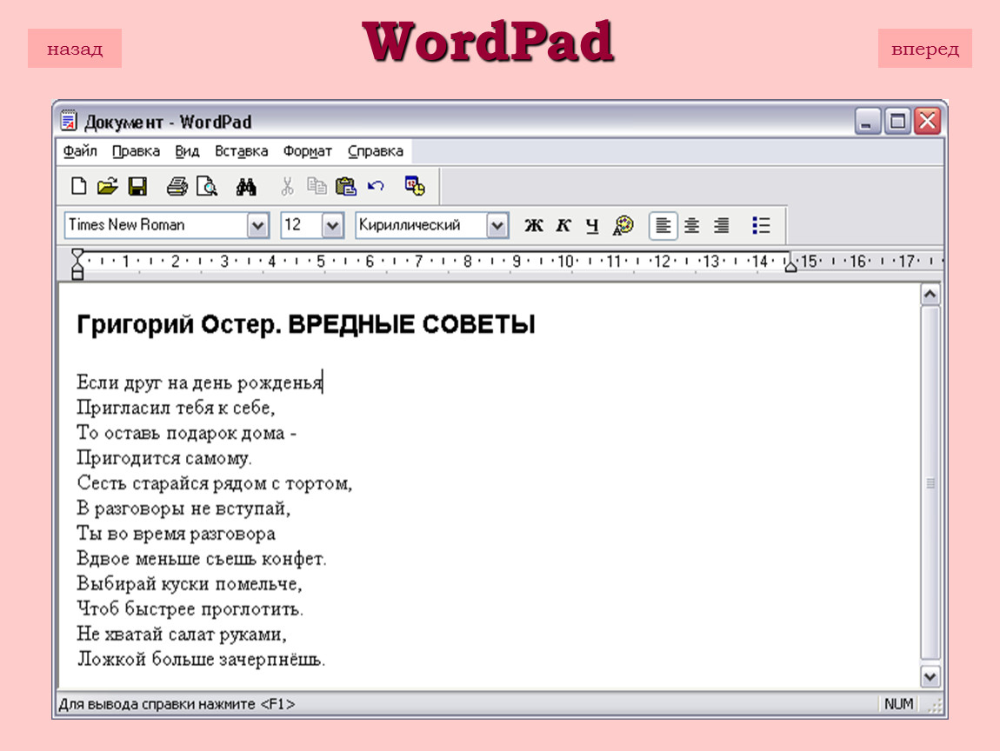 WordPad
назад
вперед
Документ - WordPad
Файл Правка Вид Вставка Формат Справка
Times New Roman 12 Кириллический Ж К Ч
1 2 3 4 5 6 7 8 9 10 11 12 13 14 15 16 17
Григорий Остер. ВРЕДНЫЕ СОВЕТЫ
Если друг на день рожденья
Пригласил тебя к себе,
То оставь подарок дома -
Пригодится самому.
Сесть старайся рядом с тортом,
В разговоры не вступай,
Ты во время разговора
Вдвое меньше съешь конфет.
Выбирай куски помельче,
Чтоб быстрее проглотить.
Не хватай салат руками,
Ложкой больше зачерпнёшь.
Для вывода справки нажмите <F1> NUM